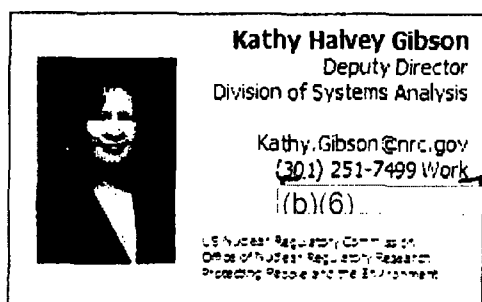 Kathy Halvey Gibson
Deputy Director
Division of Systems Analysis
Kathy.Gibson@nrc.gov
(301) 251-7499 Work
(b)(6)
US Nuclear Regulatory Commission
Office of Nuclear Regulatory Research
Protecting People and the Environment